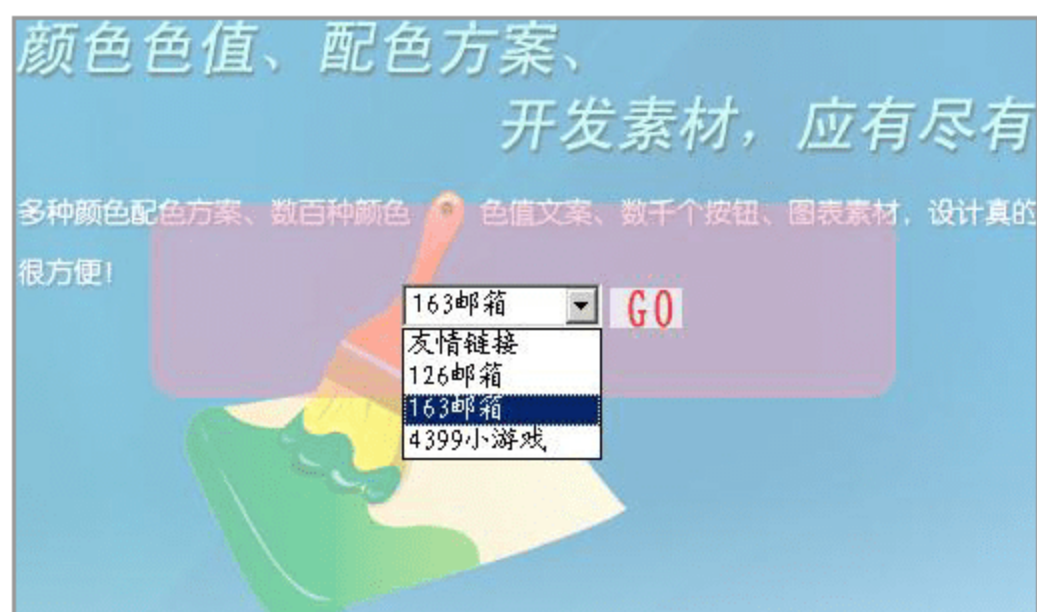 颜色色值、配色方案、
开发素材，应有尽有
多种颜色配色方案、数百种颜色 色值文案、数千个按钮、图表素材，设计真的
很方便！
163邮箱 GO
友情链接
126邮箱
163邮箱
4399小游戏